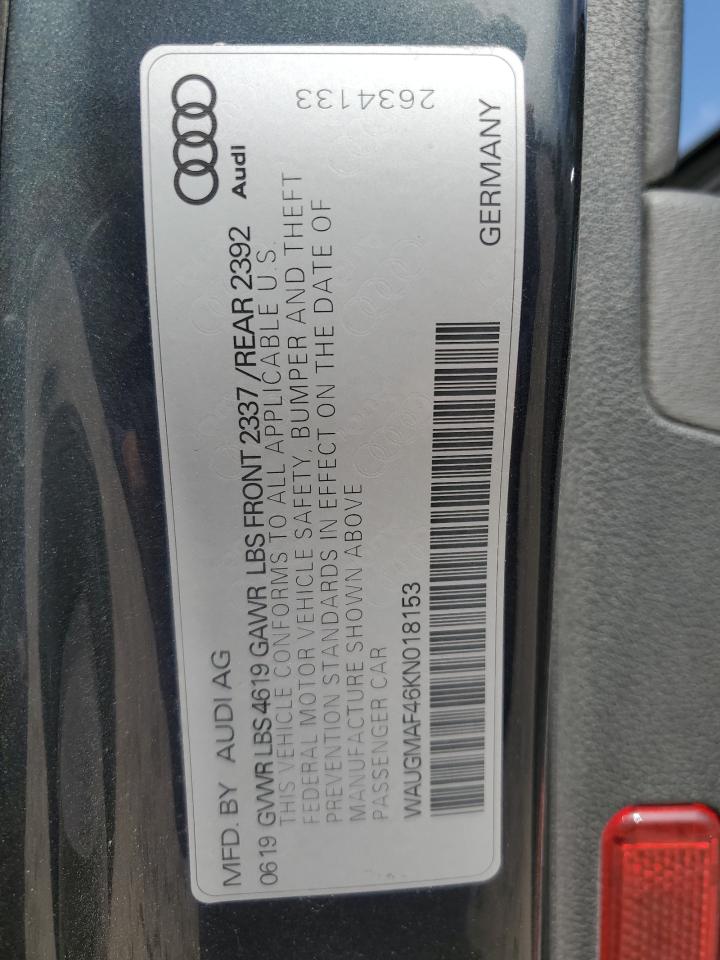 MFD. BY AUDI AG
0619 GVWR LBS 4619 GAWR LBS FRONT 2337 / REAR 2392
THIS VEHICLE CONFORMS TO ALL APPLICABLE U.S.
FEDERAL MOTOR VEHICLE SAFETY, BUMPER AND THEFT
PREVENTION STANDARDS IN EFFECT ON THE DATE OF
MANUFACTURE SHOWN ABOVE
PASSENGER CAR
WAUGMAF46KN018153
Audi
2634133
GERMANY